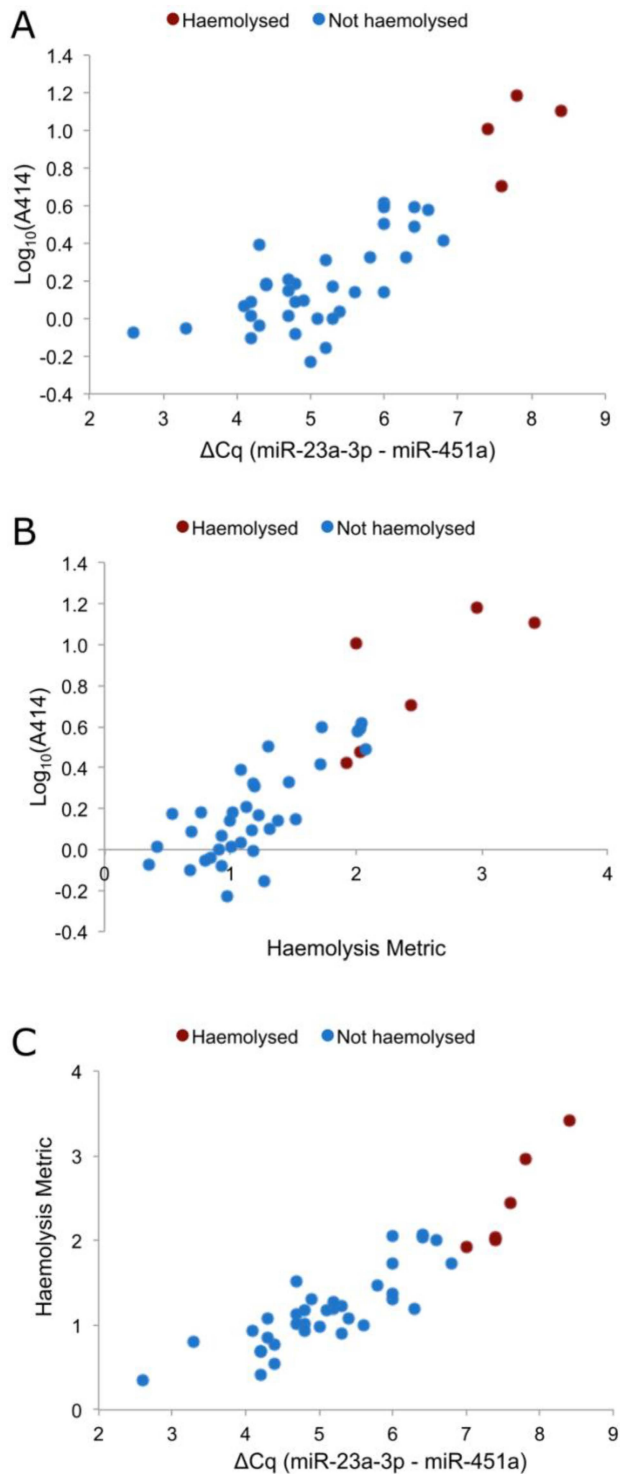 A
Haemolysed Not haemolysed
1.4
1.2
1.0
0.8
0.6
0.4
0.2
0.0
-0.2
-0.4
Log10(A414)
2 3 4 5 6 7 8 9
ΔCq (miR-23a-3p - miR-451a)
B
Haemolysed Not haemolysed
1.4
1.2
1.0
0.8
0.6
0.4
0.2
0.0
-0.2
-0.4
Log10(A414)
0 1 2 3 4
Haemolysis Metric
C
Haemolysed Not haemolysed
4
3
2
1
0
Haemolysis Metric
2 3 4 5 6 7 8 9
ΔCq (miR-23a-3p - miR-451a)